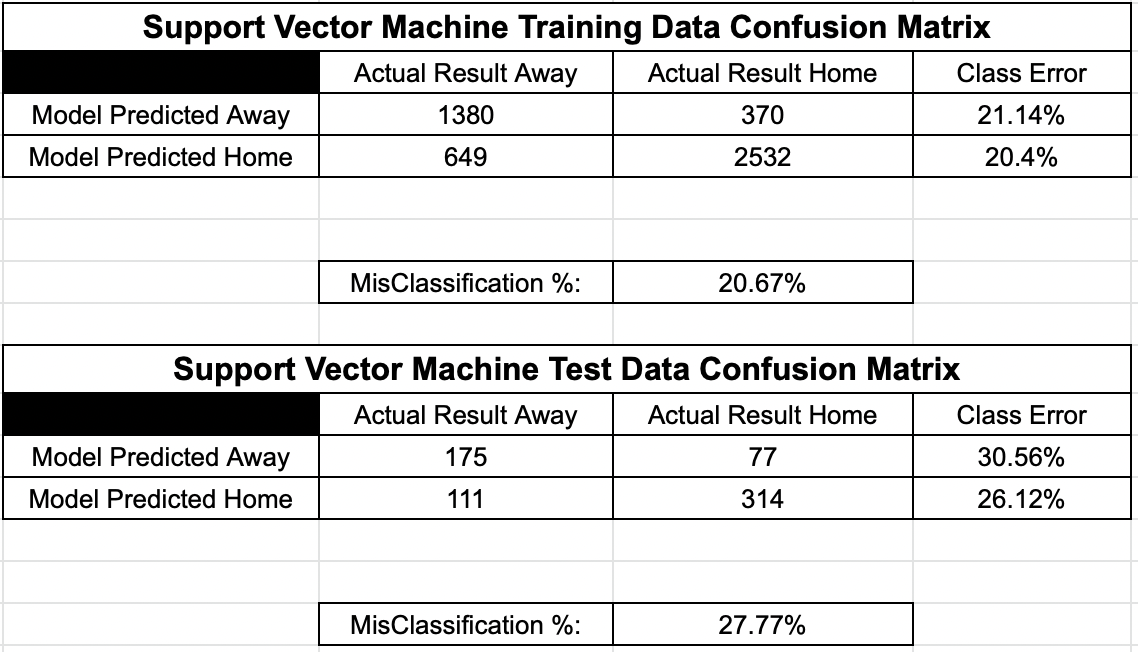 Support Vector Machine Training Data Confusion Matrix
Actual Result Away Actual Result Home Class Error
Model Predicted Away 1380 370 21.14%
Model Predicted Home 649 2532 20.4%
MisClassification %: 20.67%
Support Vector Machine Test Data Confusion Matrix
Actual Result Away Actual Result Home Class Error
Model Predicted Away 175 77 30.56%
Model Predicted Home 111 314 26.12%
MisClassification %: 27.77%